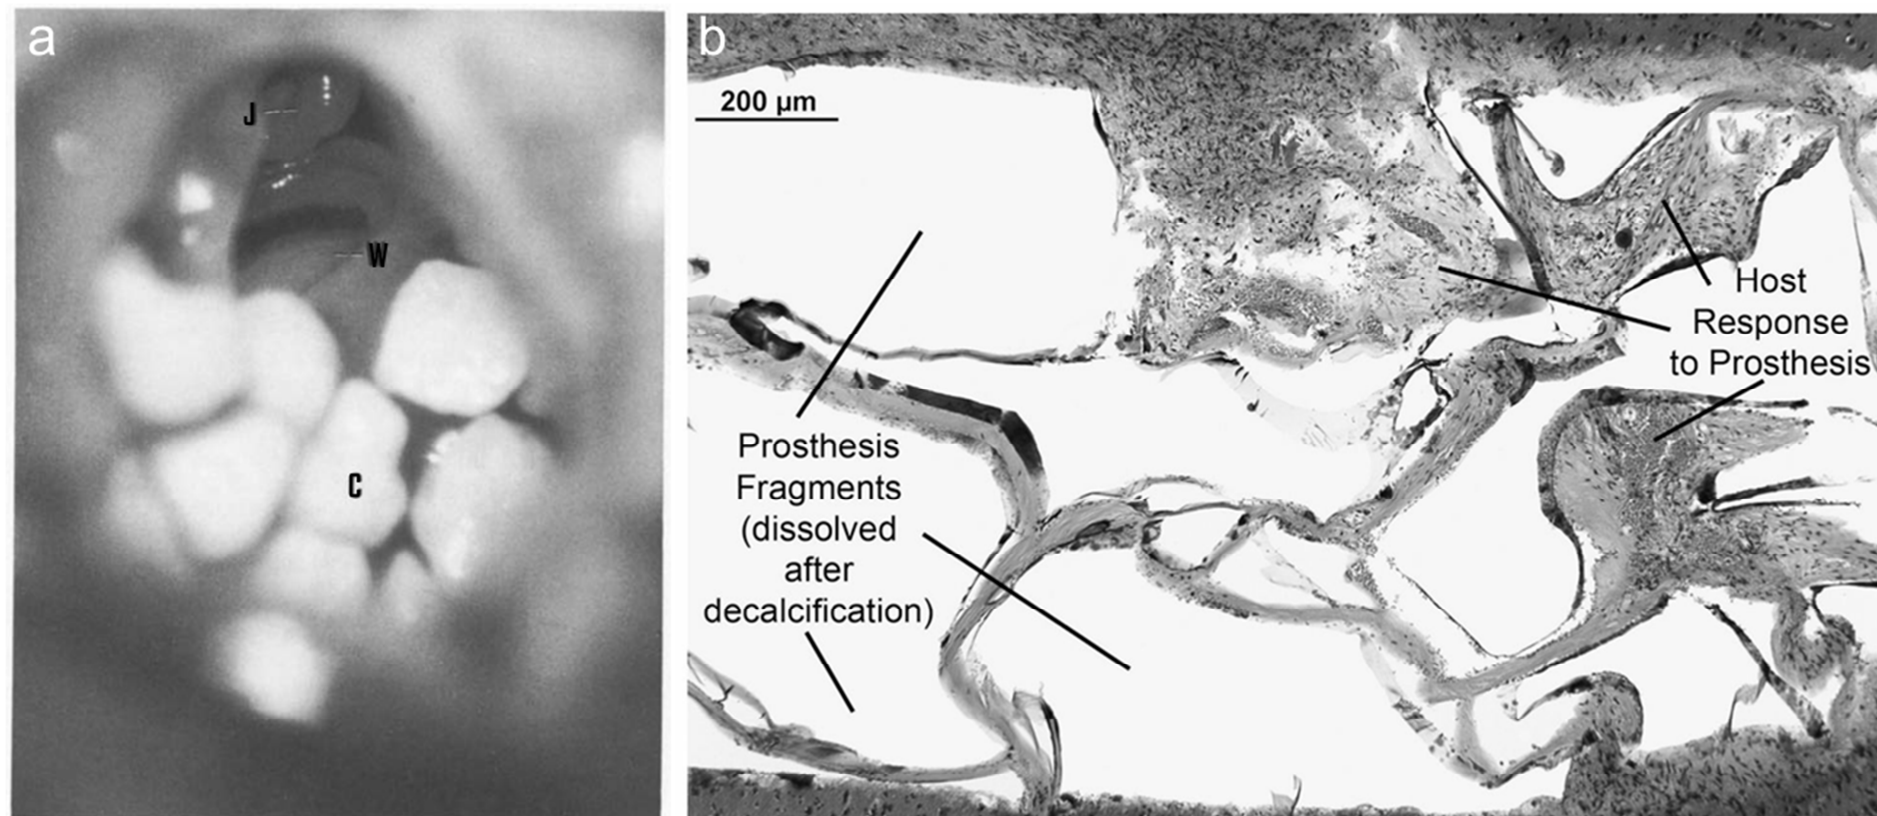 a
J
W
C
b
200 µm
Prosthesis
Fragments
(dissolved
after
decalcification)
Host
Response
to Prosthesis